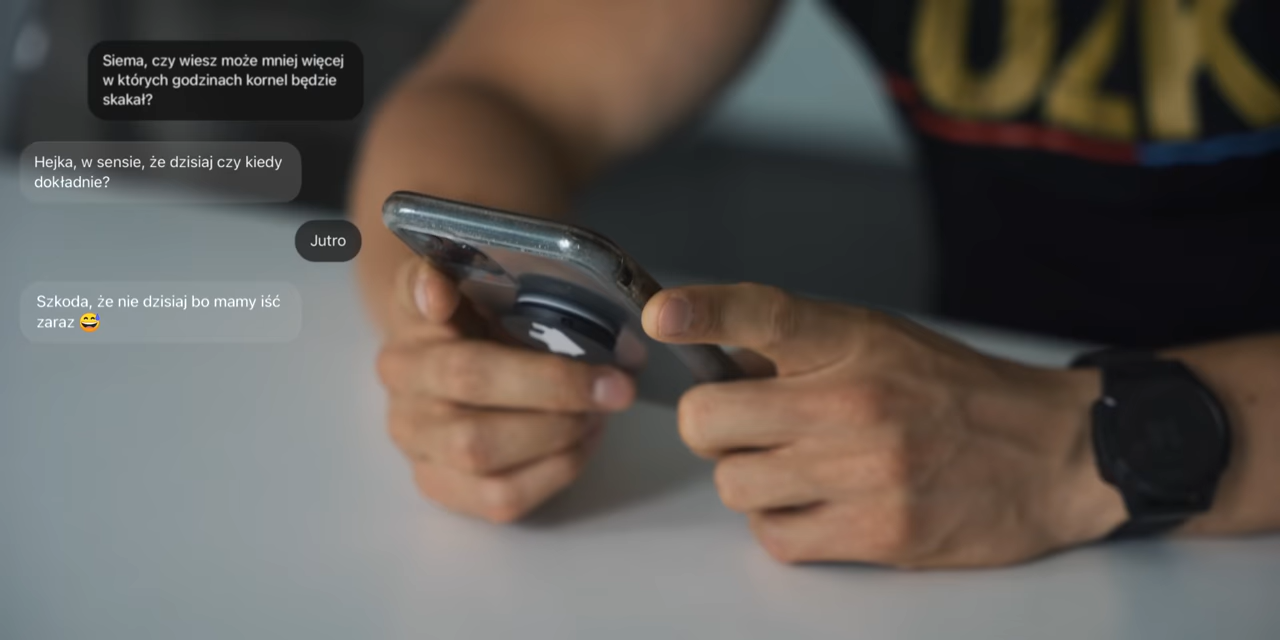 Siema, czy wiesz może mniej więcej
w których godzinach kornel będzie
skakał?
Hejka, w sensie, że dzisiaj czy kiedy
dokładnie?
Jutro
Szkoda, że nie dzisiaj bo mamy iść
zaraz 😅